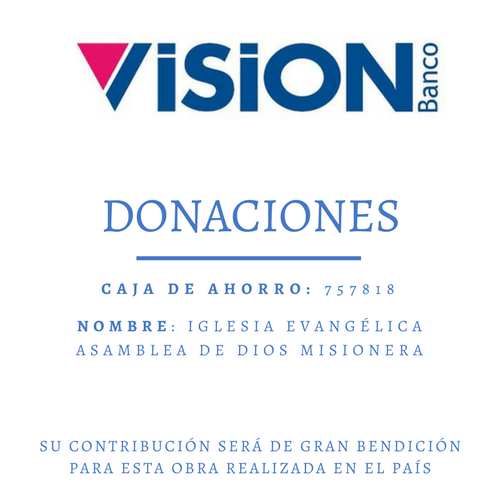 VISION
Banco
DONACIONES
CAJA DE AHORRO: 757818
NOMBRE: IGLESIA EVANGÉLICA
ASAMBLEA DE DIOS MISIONERA
SU CONTRIBUCIÓN SERÁ DE GRAN BENDICIÓN
PARA ESTA OBRA REALIZADA EN EL PAÍS